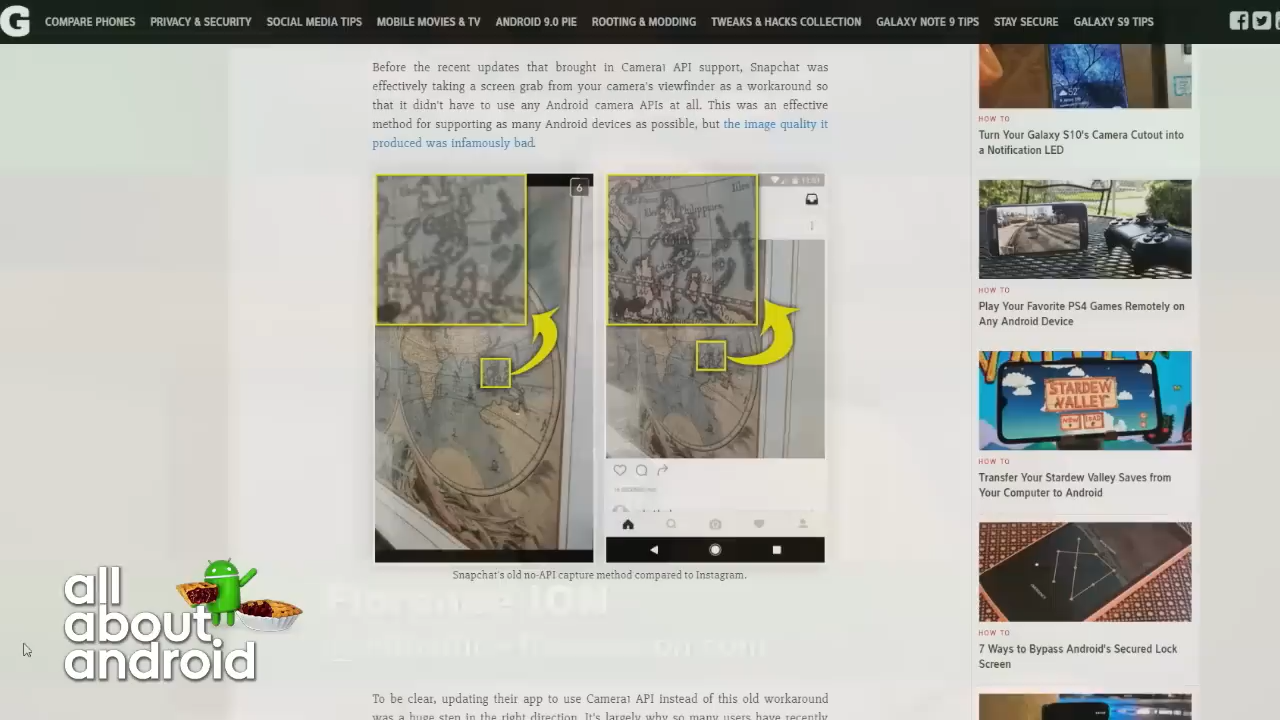 G
COMPARE PHONES PRIVACY & SECURITY SOCIAL MEDIA TIPS MOBILE MOVIES & TV ANDROID 9.0 PIE ROOTING & MODDING TWEAKS & HACKS COLLECTION GALAXY NOTE 9 TIPS STAY SECURE GALAXY S9 TIPS
Before the recent updates that brought in Camera1 API support, Snapchat was
effectively taking a screen grab from your camera's viewfinder as a workaround so
that it didn't have to use any Android camera APIs at all. This was an effective
method for supporting as many Android devices as possible, but the image quality it
produced was infamously bad.
6
Iiles
Philippines
Snapchat's old no-API capture method compared to Instagram.
To be clear, updating their app to use Camera1 API instead of this old workaround
was a huge step in the right direction. It's largely why so many users have recently
HOW TO
Turn Your Galaxy S10's Camera Cutout into
a Notification LED
HOW TO
Play Your Favorite PS4 Games Remotely on
Any Android Device
STARDEW
VALLEY
HOW TO
Transfer Your Stardew Valley Saves from
Your Computer to Android
HOW TO
7 Ways to Bypass Android's Secured Lock
Screen
all
about
android
Florence ION